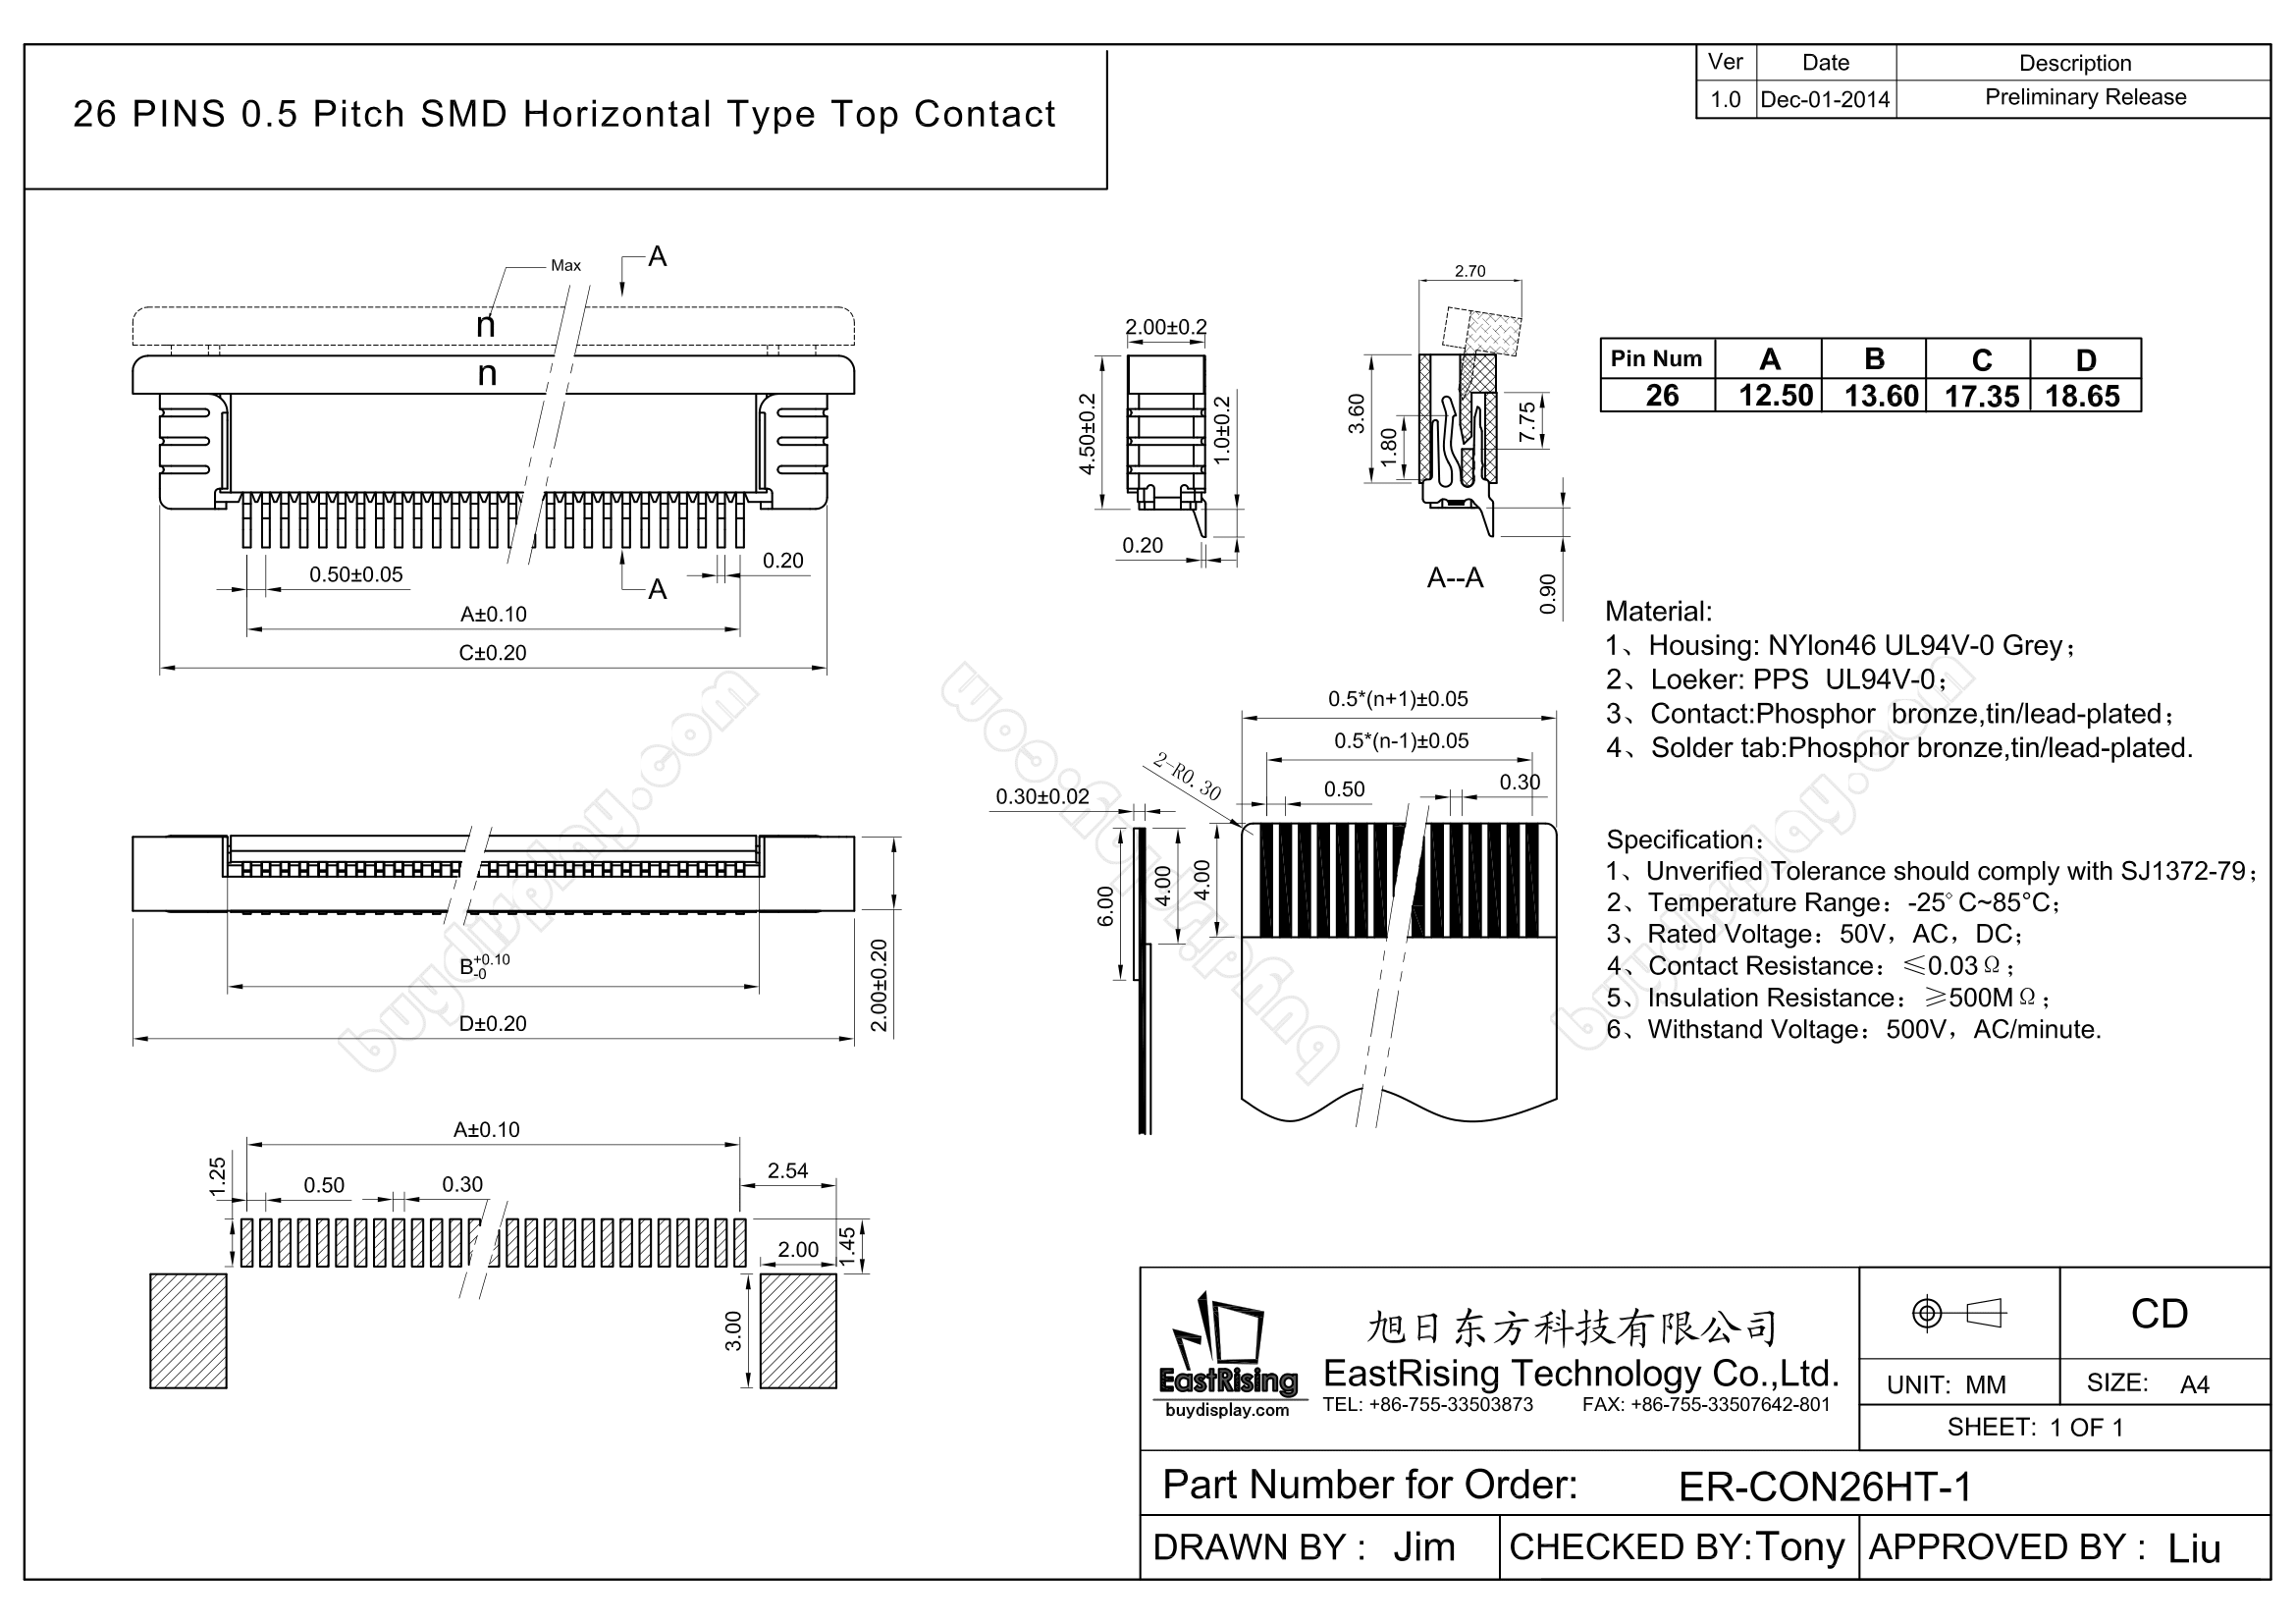 26 PINS 0.5 Pitch SMD Horizontal Type Top Contact
Ver Date Description
1.0 Dec-01-2014 Preliminary Release
Max
A
n
n
0.50±0.05
0.20
A
A±0.10
C±0.20
2.00±0.2
4.50±0.2
1.0±0.2
0.20
2.70
3.60
1.80
7.75
0.90
A--A
Pin Num A B C D
26 12.50 13.60 17.35 18.65
Material:
1、Housing: NYlon46 UL94V-0 Grey；
2、Loeker: PPS UL94V-0；
3、Contact:Phosphor bronze,tin/lead-plated；
4、Solder tab:Phosphor bronze,tin/lead-plated.
Specification：
1、Unverified Tolerance should comply with SJ1372-79；
2、Temperature Range：-25°C~85°C；
3、Rated Voltage：50V，AC，DC；
4、Contact Resistance：≤0.03Ω；
5、Insulation Resistance：≥500MΩ；
6、Withstand Voltage：500V，AC/minute.
B+0.10 -0
D±0.20
2.00±0.20
0.5*(n+1)±0.05
0.5*(n-1)±0.05
2-R0.30
0.30±0.02
0.50
0.30
6.00
4.00
4.00
A±0.10
1.25
0.50
0.30
2.54
2.00
1.45
3.00
buydisplay.com
buydisplay.com
buydisplay.com
EastRising
buydisplay.com
旭日东方科技有限公司
EastRising Technology Co.,Ltd.
TEL: +86-755-33503873 FAX: +86-755-33507642-801
CD
UNIT: MM SIZE: A4
SHEET: 1 OF 1
Part Number for Order: ER-CON26HT-1
DRAWN BY : Jim CHECKED BY:Tony APPROVED BY : Liu